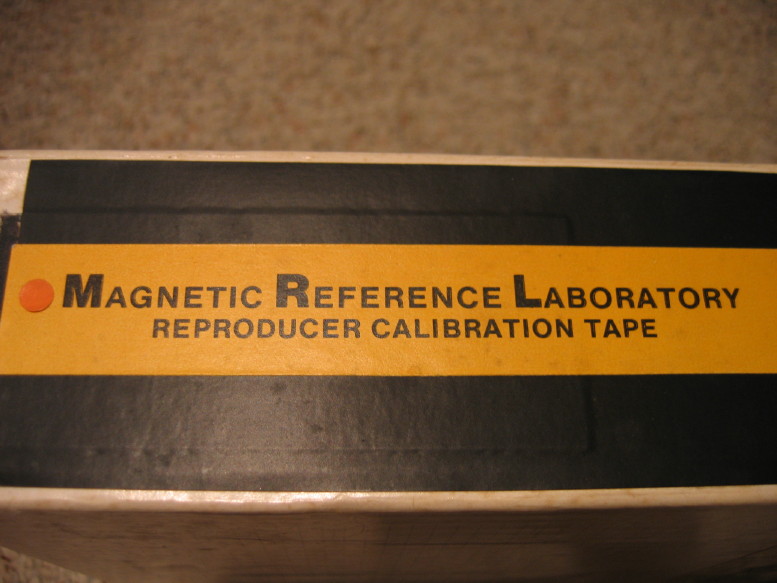 MAGNETIC REFERENCE LABORATORY
REPRODUCER CALIBRATION TAPE